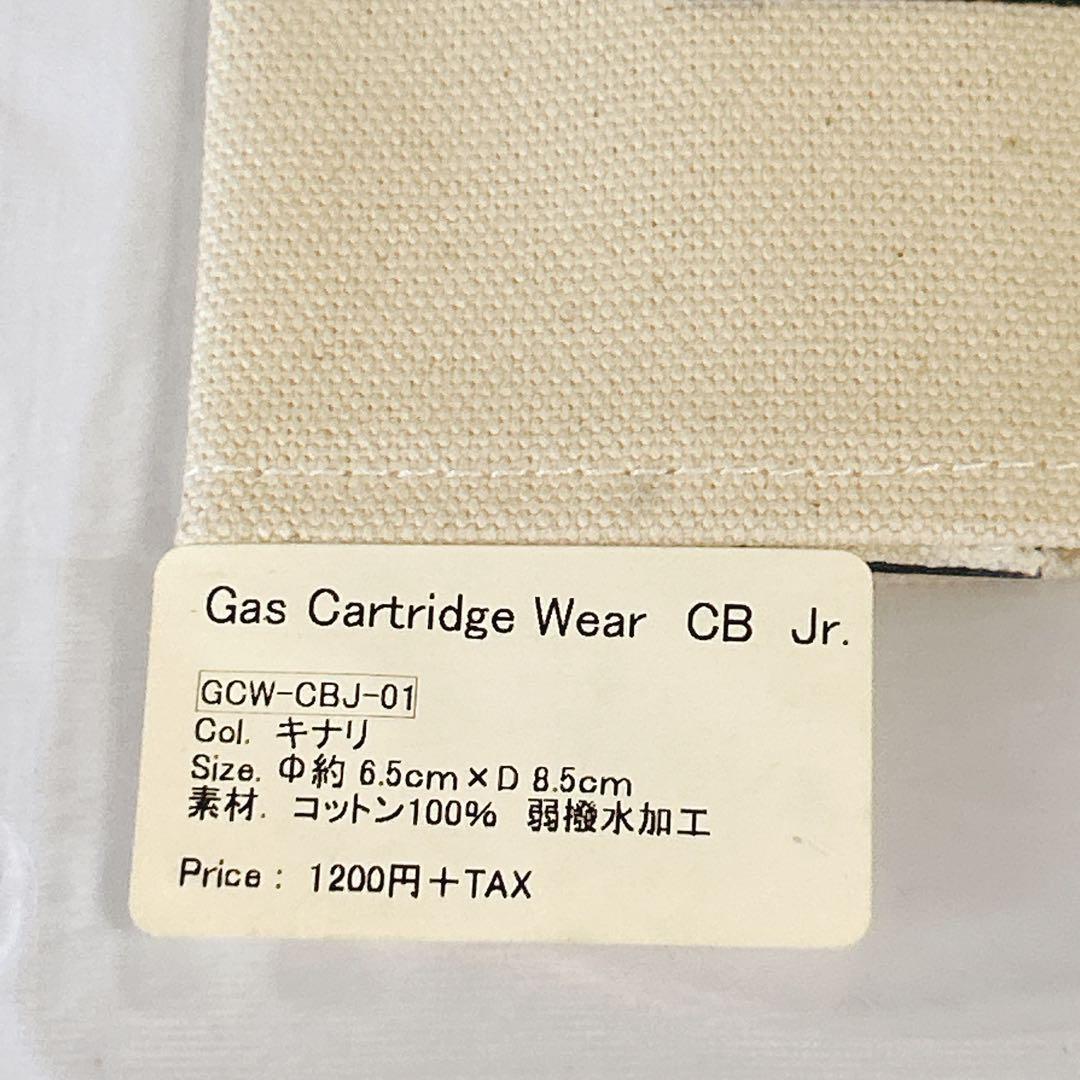 Gas Cartridge Wear CB Jr.
GCW-CBJ-01
Col. キナリ
Size. Φ約 6.5cm×D 8.5cm
素材. コットン100% 弱撥水加工
Price : 1200円+TAX